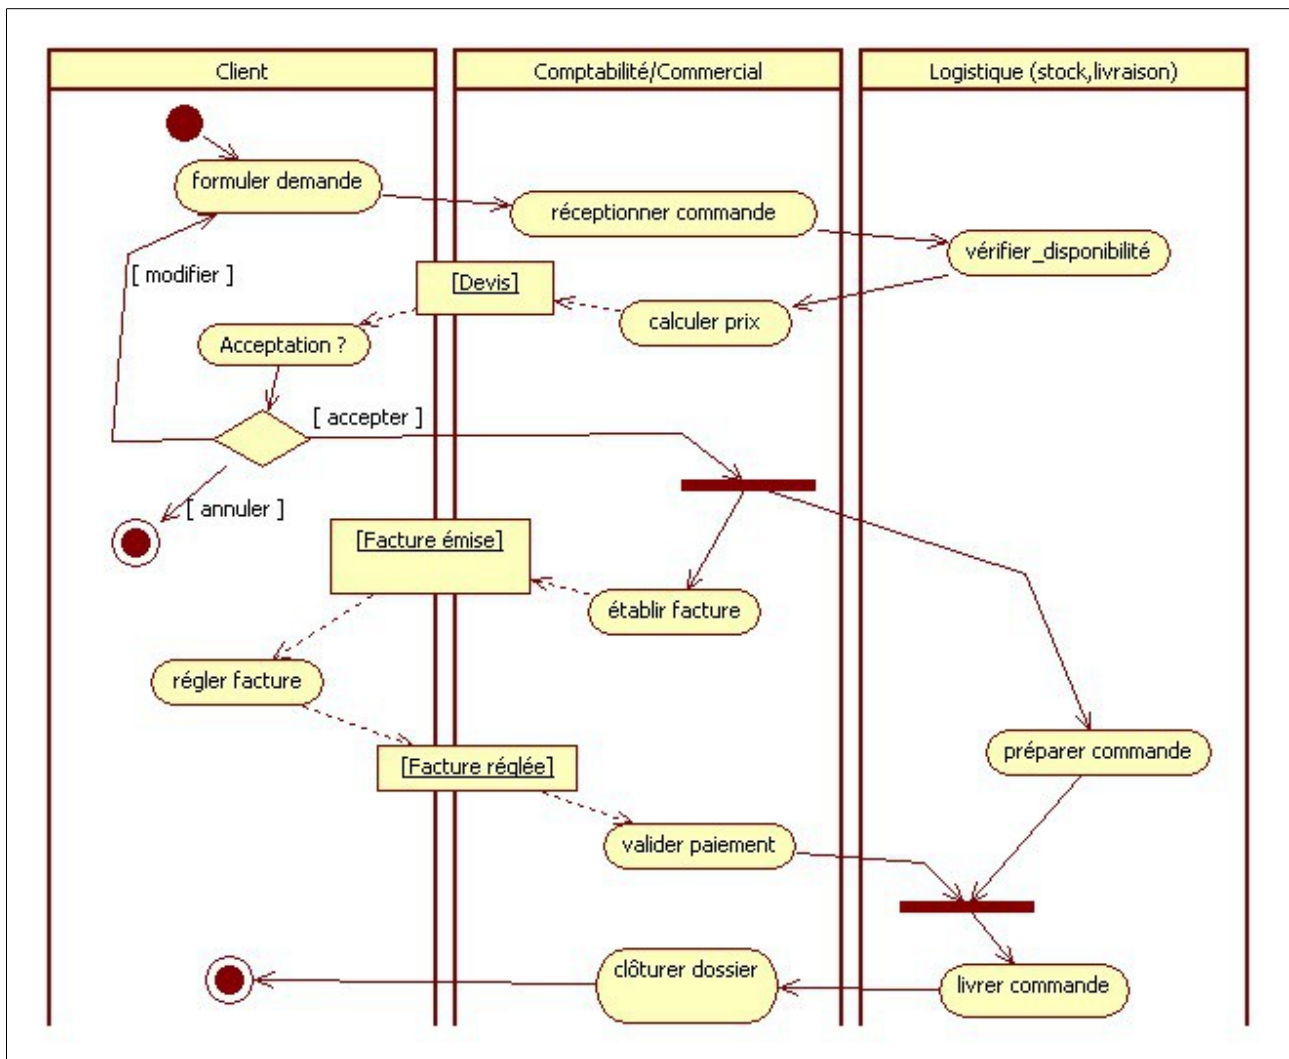 Client
Comptabilité/Commercial
Logistique (stock,livraison)
formuler demande
réceptionner commande
vérifier_disponibilité
[ modifier ]
[Devis]
calculer prix
Acceptation ?
[ accepter ]
[ annuler ]
[Facture émise]
établir facture
régler facture
préparer commande
[Facture réglée]
valider paiement
clôturer dossier
livrer commande